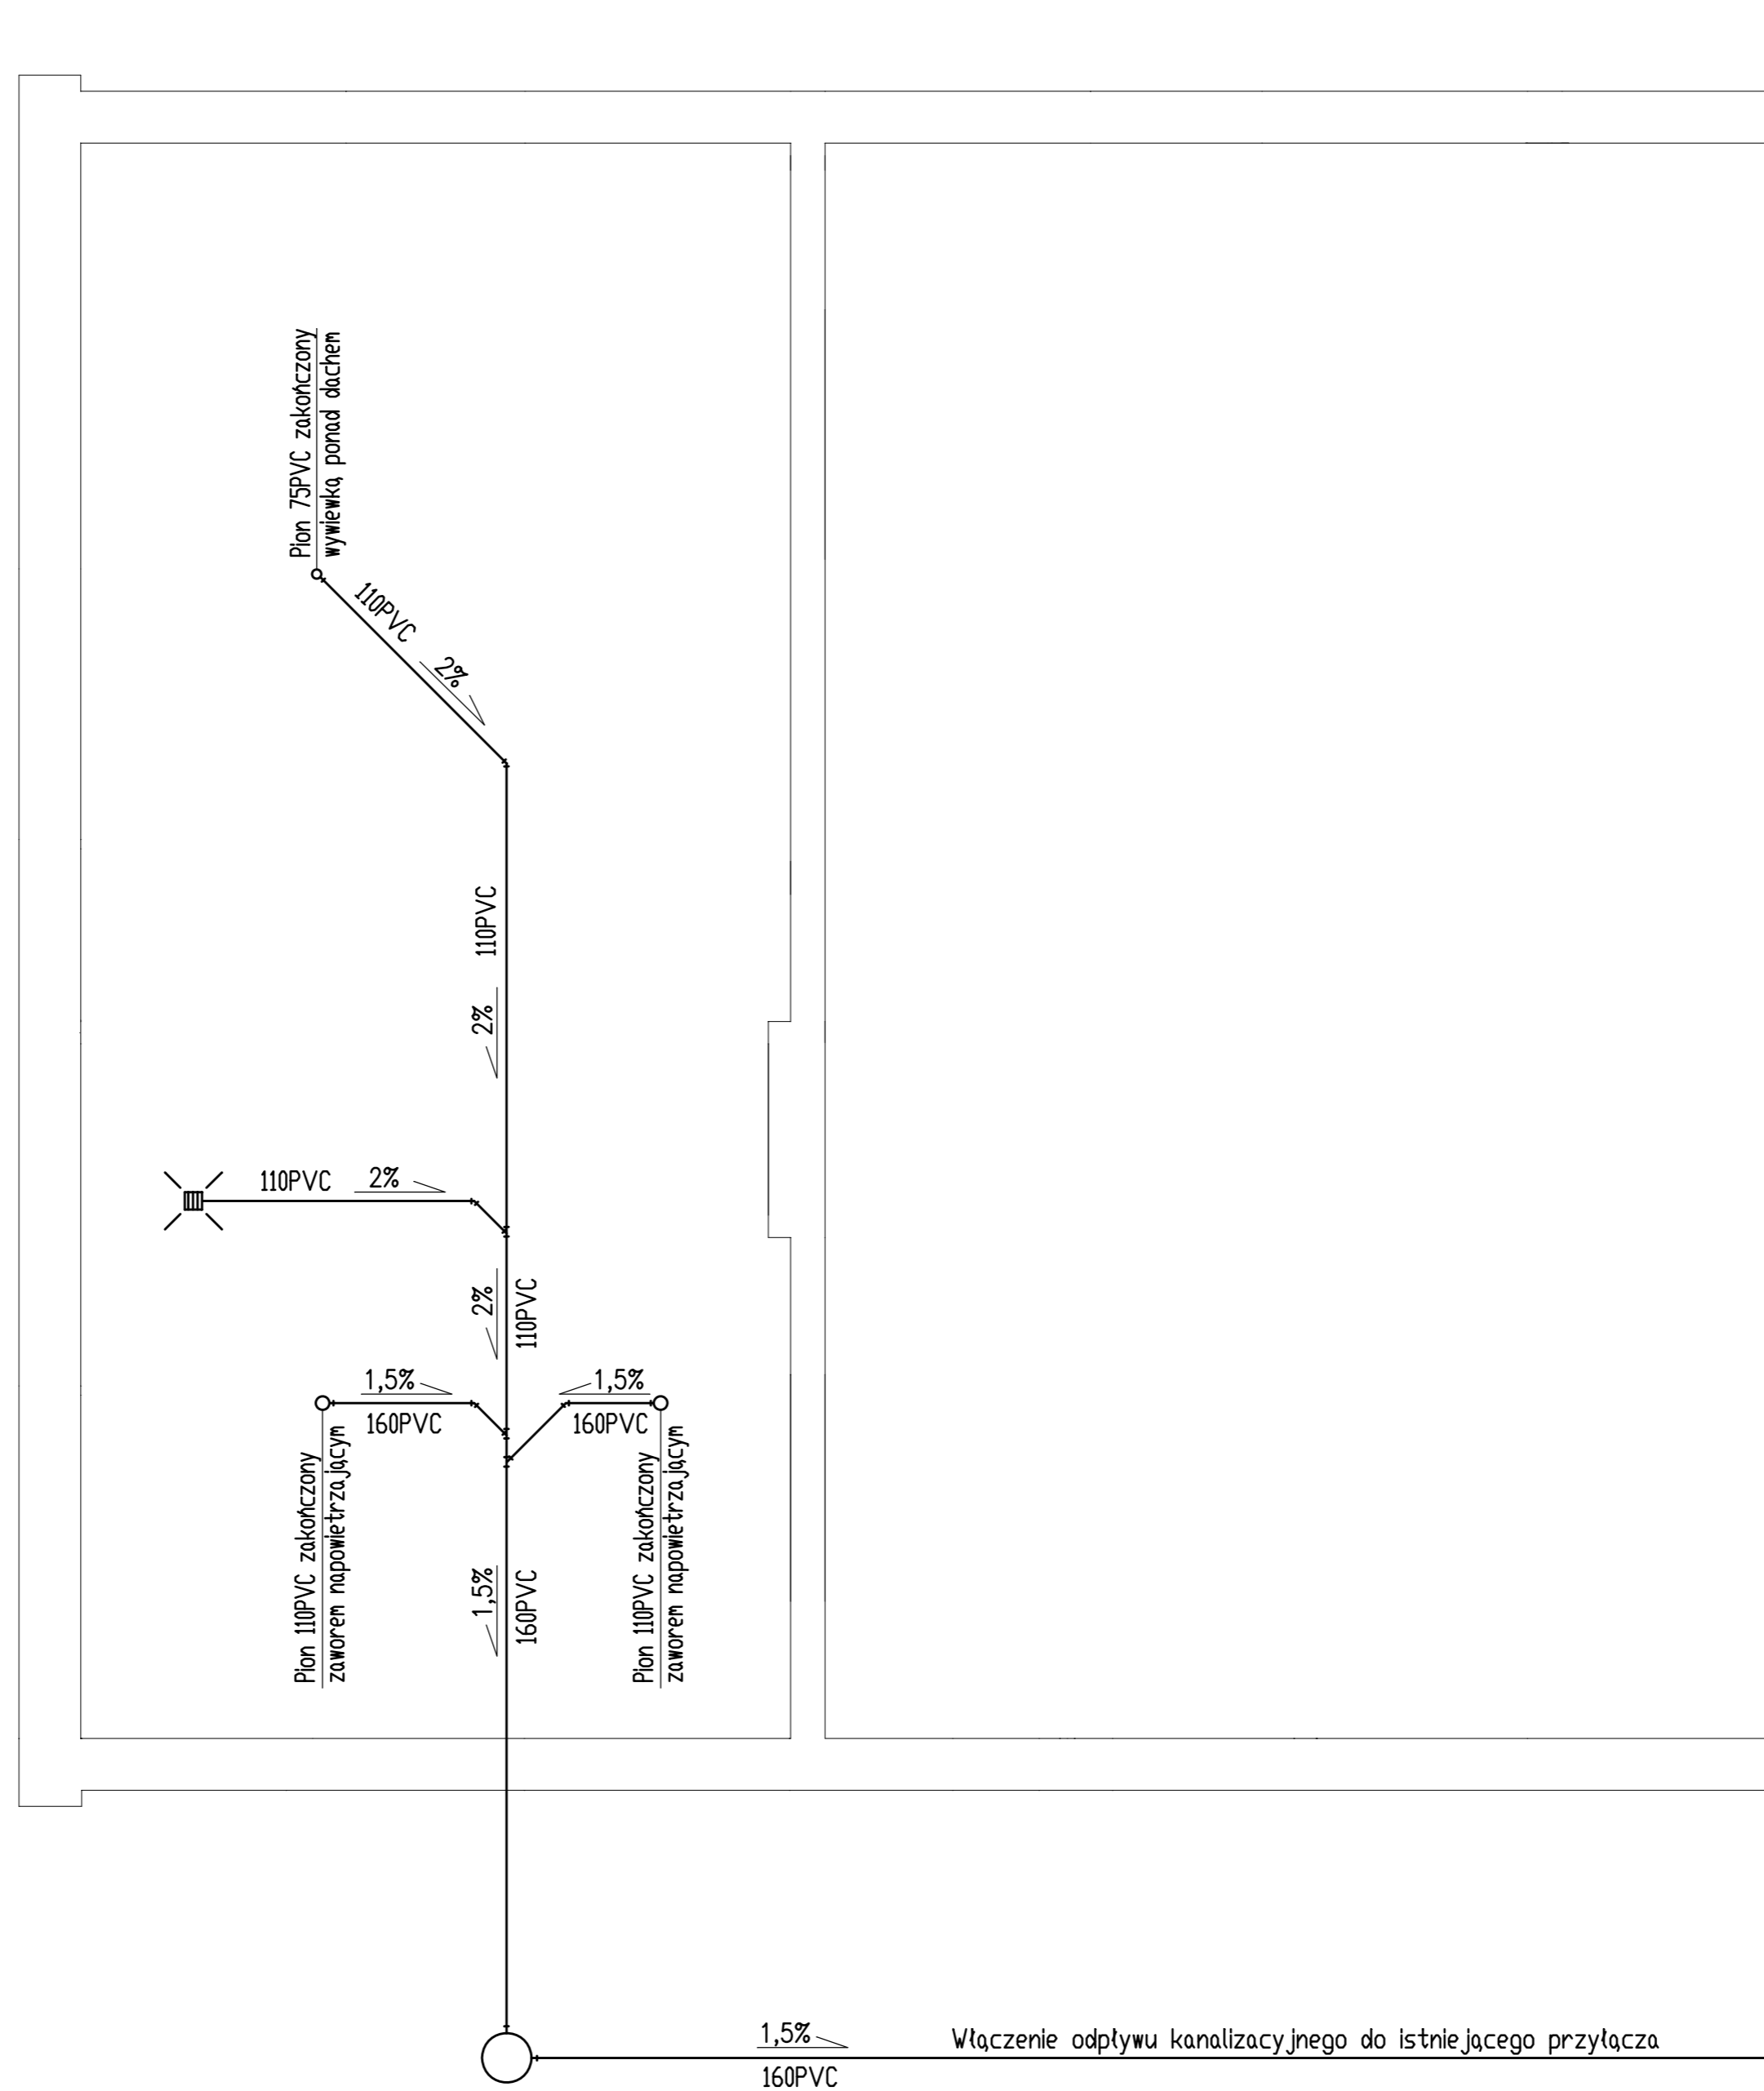 Pion 75PVC zakończony
wywiewką ponad dachem
110PVC
2%
110PVC
2%
110PVC
2%
2%
110PVC
1,5%
160PVC
1,5%
160PVC
Pion 110PVC zakończony
zaworem napowietrzającym
Pion 110PVC zakończony
zaworem napowietrzającym
1,5%
160PVC
1,5%
160PVC
Włączenie odpływu kanalizacyjnego do istniejącego przyłącza